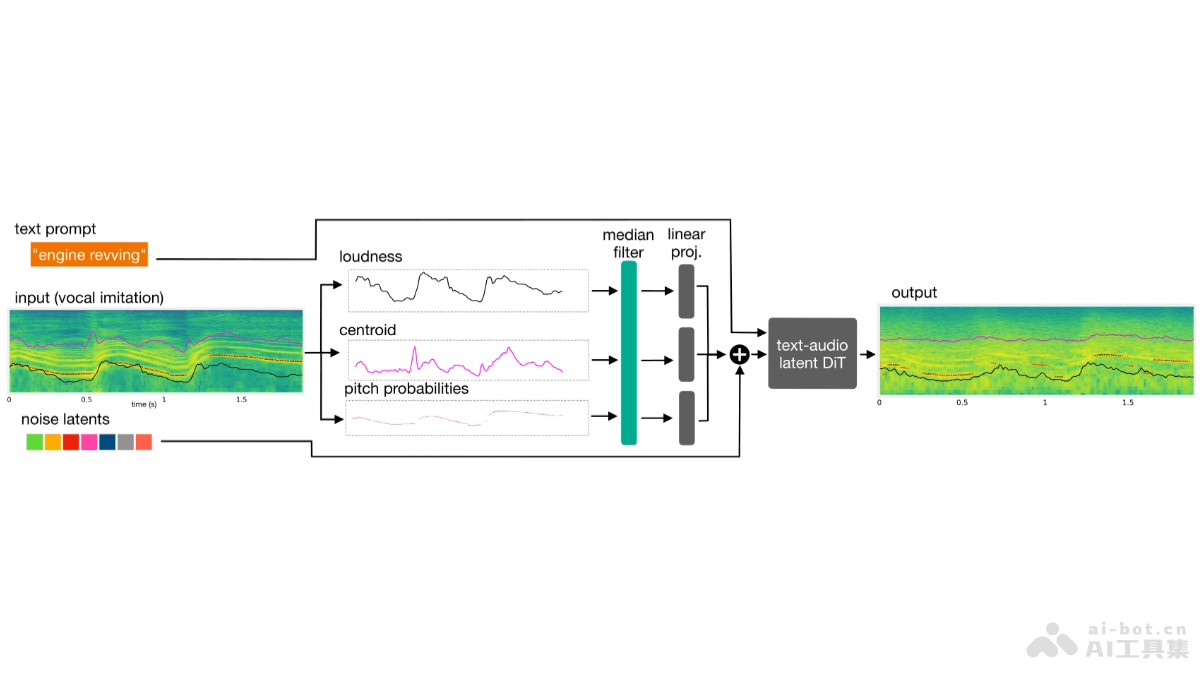 text prompt
"engine revving"
input (vocal imitation)
0 0.5 1 1.5
time (s)
noise latents
loudness
centroid
pitch probabilities
median
filter
linear
proj.
text-audio
latent DiT
output
0 0.5 1 1.5
ai-bot.cn
AI工具集